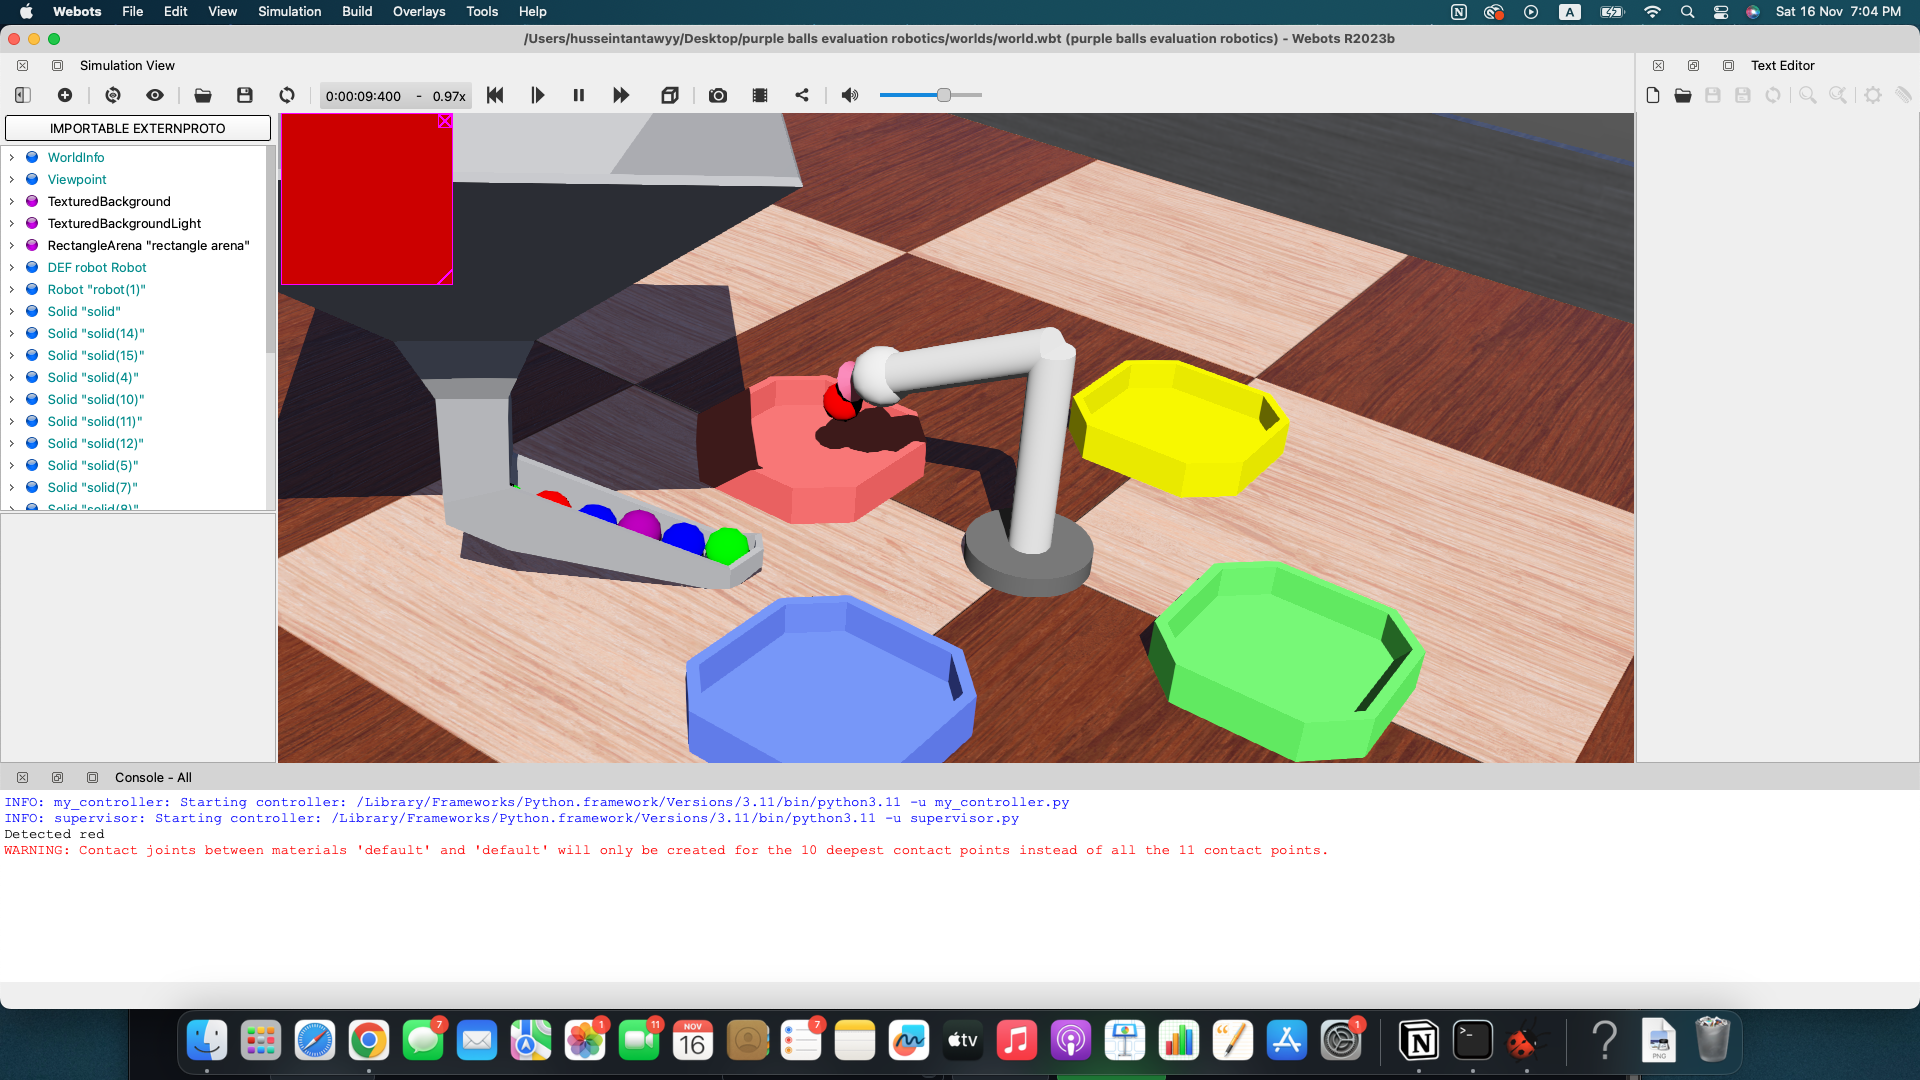 Webots File Edit View Simulation Build Overlays Tools Help A Sat 16 Nov 7:04 PM
/Users/husseintantawyy/Desktop/purple balls evaluation robotics/worlds/world.wbt (purple balls evaluation robotics) - Webots R2023b
Simulation View
Text Editor
0:00:09:400 - 0.97x
IMPORTABLE EXTERNPROTO
WorldInfo
Viewpoint
TexturedBackground
TexturedBackgroundLight
RectangleArena "rectangle arena"
DEF robot Robot
Robot "robot(1)"
Solid "solid"
Solid "solid(14)"
Solid "solid(15)"
Solid "solid(4)"
Solid "solid(10)"
Solid "solid(11)"
Solid "solid(12)"
Solid "solid(5)"
Solid "solid(7)"
Solid "solid(8)"
Console - All
INFO: my_controller: Starting controller: /Library/Frameworks/Python.framework/Versions/3.11/bin/python3.11 -u my_controller.py
INFO: supervisor: Starting controller: /Library/Frameworks/Python.framework/Versions/3.11/bin/python3.11 -u supervisor.py
Detected red
WARNING: Contact joints between materials 'default' and 'default' will only be created for the 10 deepest contact points instead of all the 11 contact points.
7 1 11 NOV 16 7 tv 1
PNG